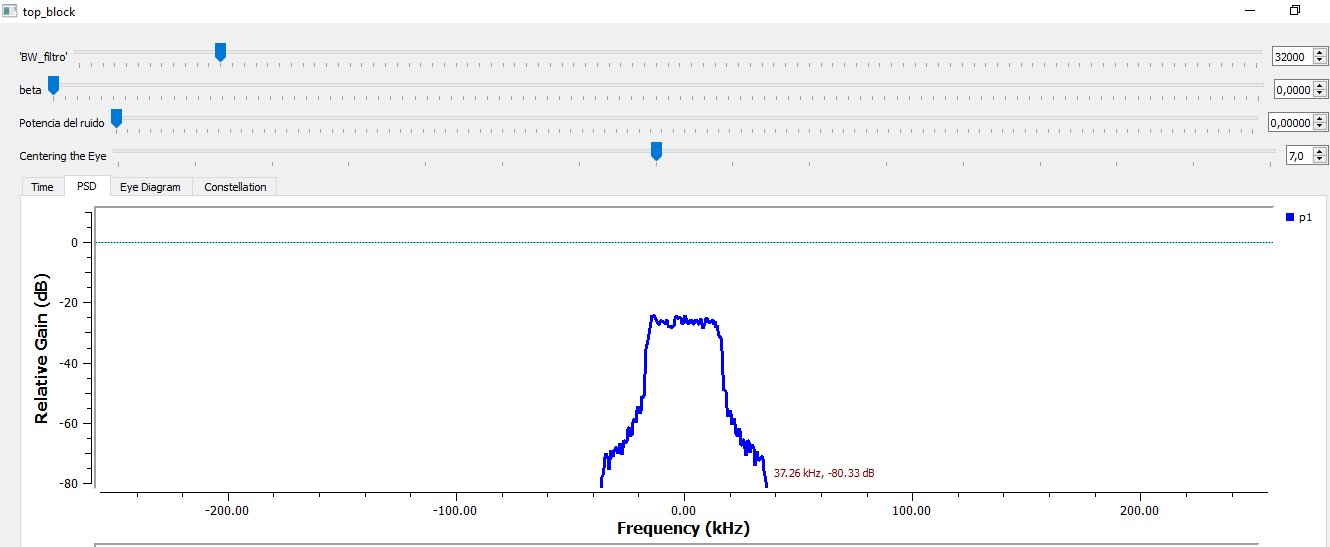 top_block
'BW_filtro' 32000
beta 0,0000
Potencia del ruido 0,00000
Centering the Eye 7,0
Time PSD Eye Diagram Constellation
p1
0
-20
-40
-60
-80
Relative Gain (dB)
37.26 kHz, -80.33 dB
-200.00 -100.00 0.00 100.00 200.00
Frequency (kHz)